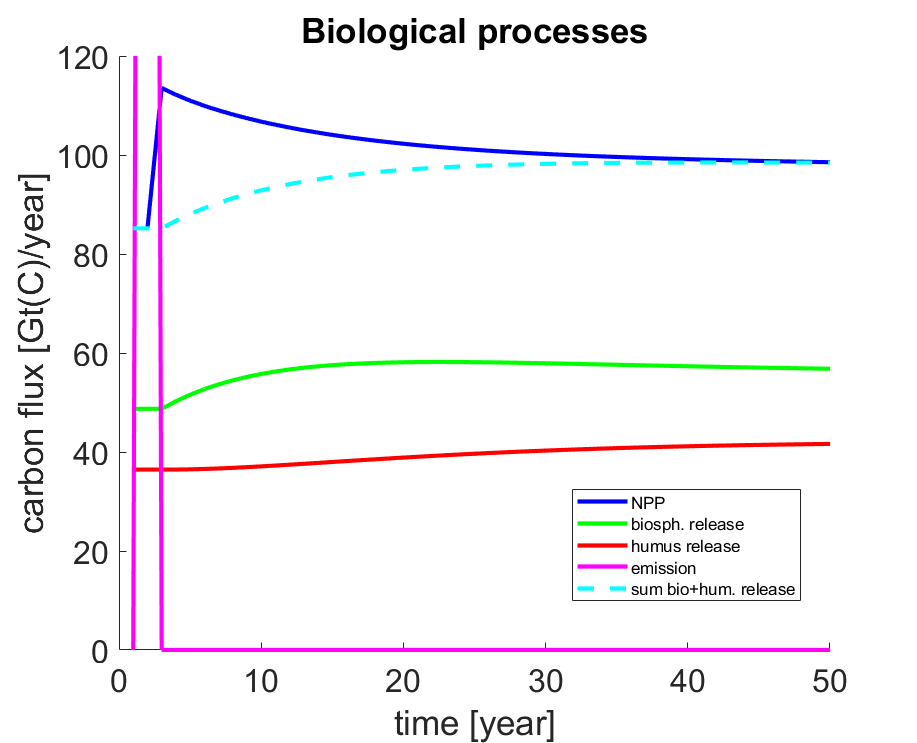 Biological processes
carbon flux [Gt(C)/year]
120
100
80
60
40
20
0
0 10 20 30 40 50
time [year]
NPP
biosph. release
humus release
emission
sum bio+hum. release